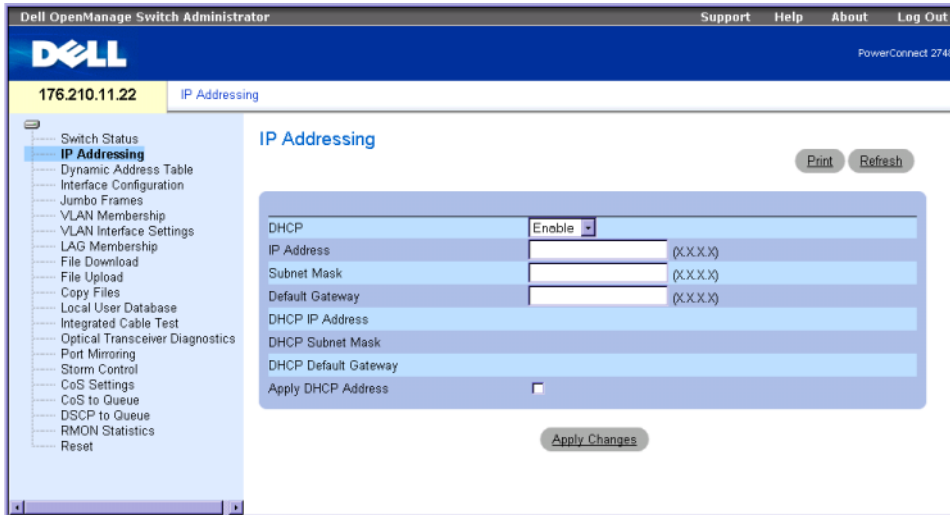 Dell OpenManage Switch Administrator
Support Help About Log Out
DELL
PowerConnect 2748
176.210.11.22
IP Addressing
Switch Status
IP Addressing
Dynamic Address Table
Interface Configuration
Jumbo Frames
VLAN Membership
VLAN Interface Settings
LAG Membership
File Download
File Upload
Copy Files
Local User Database
Integrated Cable Test
Optical Transceiver Diagnostics
Port Mirroring
Storm Control
CoS Settings
CoS to Queue
DSCP to Queue
RMON Statistics
Reset
IP Addressing
Print Refresh
DHCP Enable
IP Address (X.X.X.X)
Subnet Mask (X.X.X.X)
Default Gateway (X.X.X.X)
DHCP IP Address
DHCP Subnet Mask
DHCP Default Gateway
Apply DHCP Address
Apply Changes